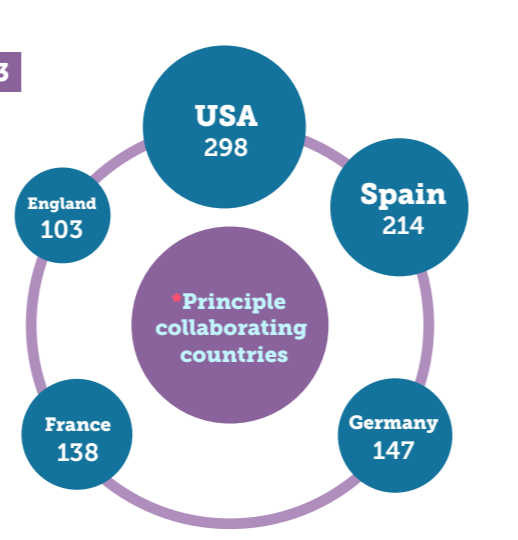 3
USA
298
Spain
214
England
103
*Principle
collaborating
countries
France
138
Germany
147